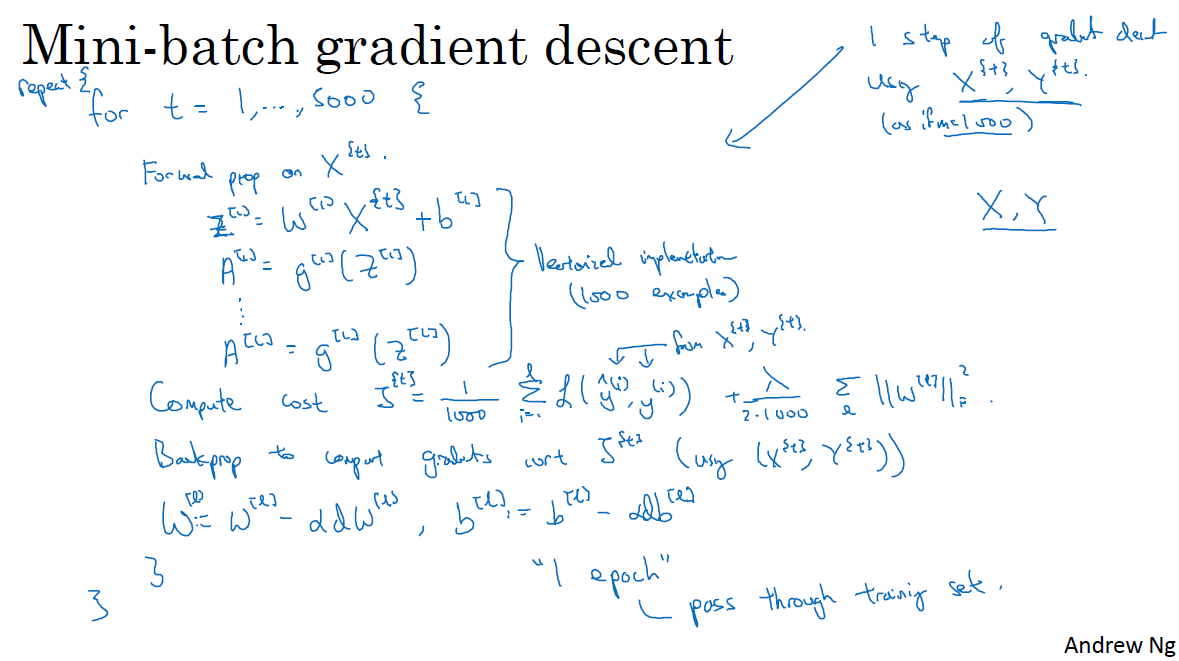 Mini-batch gradient descent
repeat {
for t = 1, ..., 5000 {
1 step of gradient descent
using X^{t}, Y^{t}.
(as if m=1000)
Forward prop on X^{t}.
Z^[1] = W^[1] X^{t} + b^[1]
A^[1] = g^[1](Z^[1])
⋮
A^[L] = g^[L](Z^[L])
Vectorized implementation
(1000 examples)
X, Y
from X^{t}, Y^{t}.
Compute cost J^{t} = 1/1000 Σ_{i=1}^{l} L(ŷ^(i), y^(i)) + λ/(2·1000) Σ_l ||W^[l]||_F^2.
Backprop to compute gradients wrt J^{t} (using (X^{t}, Y^{t}))
W^[l] := W^[l] - αdW^[l], b^[l] := b^[l] - αdb^[l]
}
}
"1 epoch"
pass through training set.
Andrew Ng